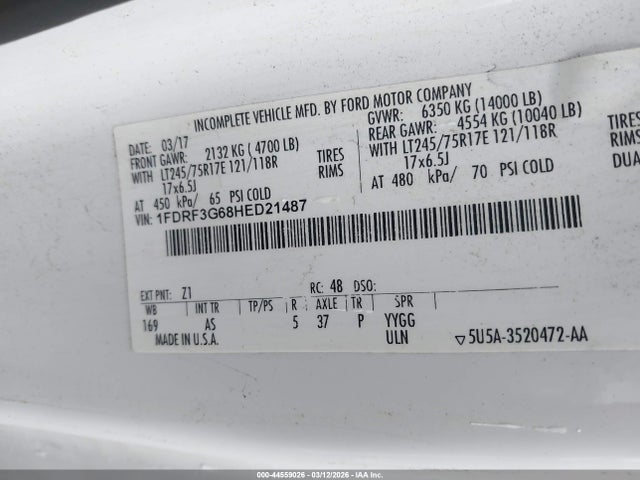 INCOMPLETE VEHICLE MFD. BY FORD MOTOR COMPANY
DATE: 03/17
GVWR: 6350 KG (14000 LB)
FRONT GAWR: 2132 KG (4700 LB)
REAR GAWR: 4554 KG (10040 LB)
WITH LT245/75R17E 121/118R TIRES
WITH LT245/75R17E 121/118R TIRES
17x6.5J RIMS
17x6.5J RIMS
AT 450 kPa/ 65 PSI COLD
AT 480 kPa/ 70 PSI COLD DUAL
VIN: 1FDRF3G68HED21487
EXT PNT: Z1 RC: 48 DSO:
WB INT TR TP/PS R AXLE TR SPR
169 AS 5 37 P YYGG
MADE IN U.S.A. ULN ▽5U5A-3520472-AA
000-44559026 - 03/12/2026 - IAA Inc.